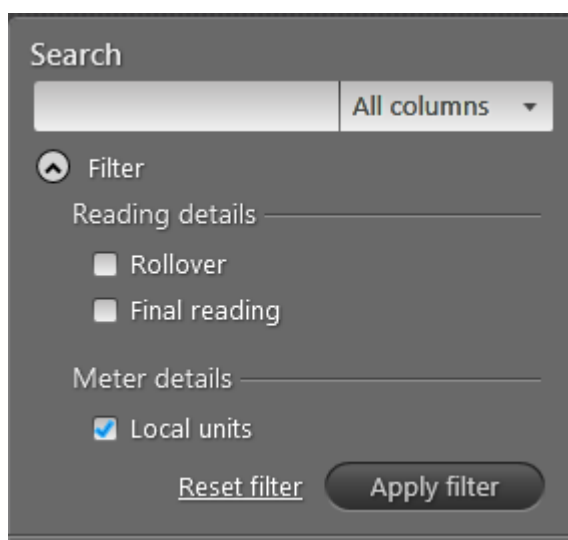 Search
All columns
Filter
Reading details
Rollover
Final reading
Meter details
Local units
Reset filter Apply filter